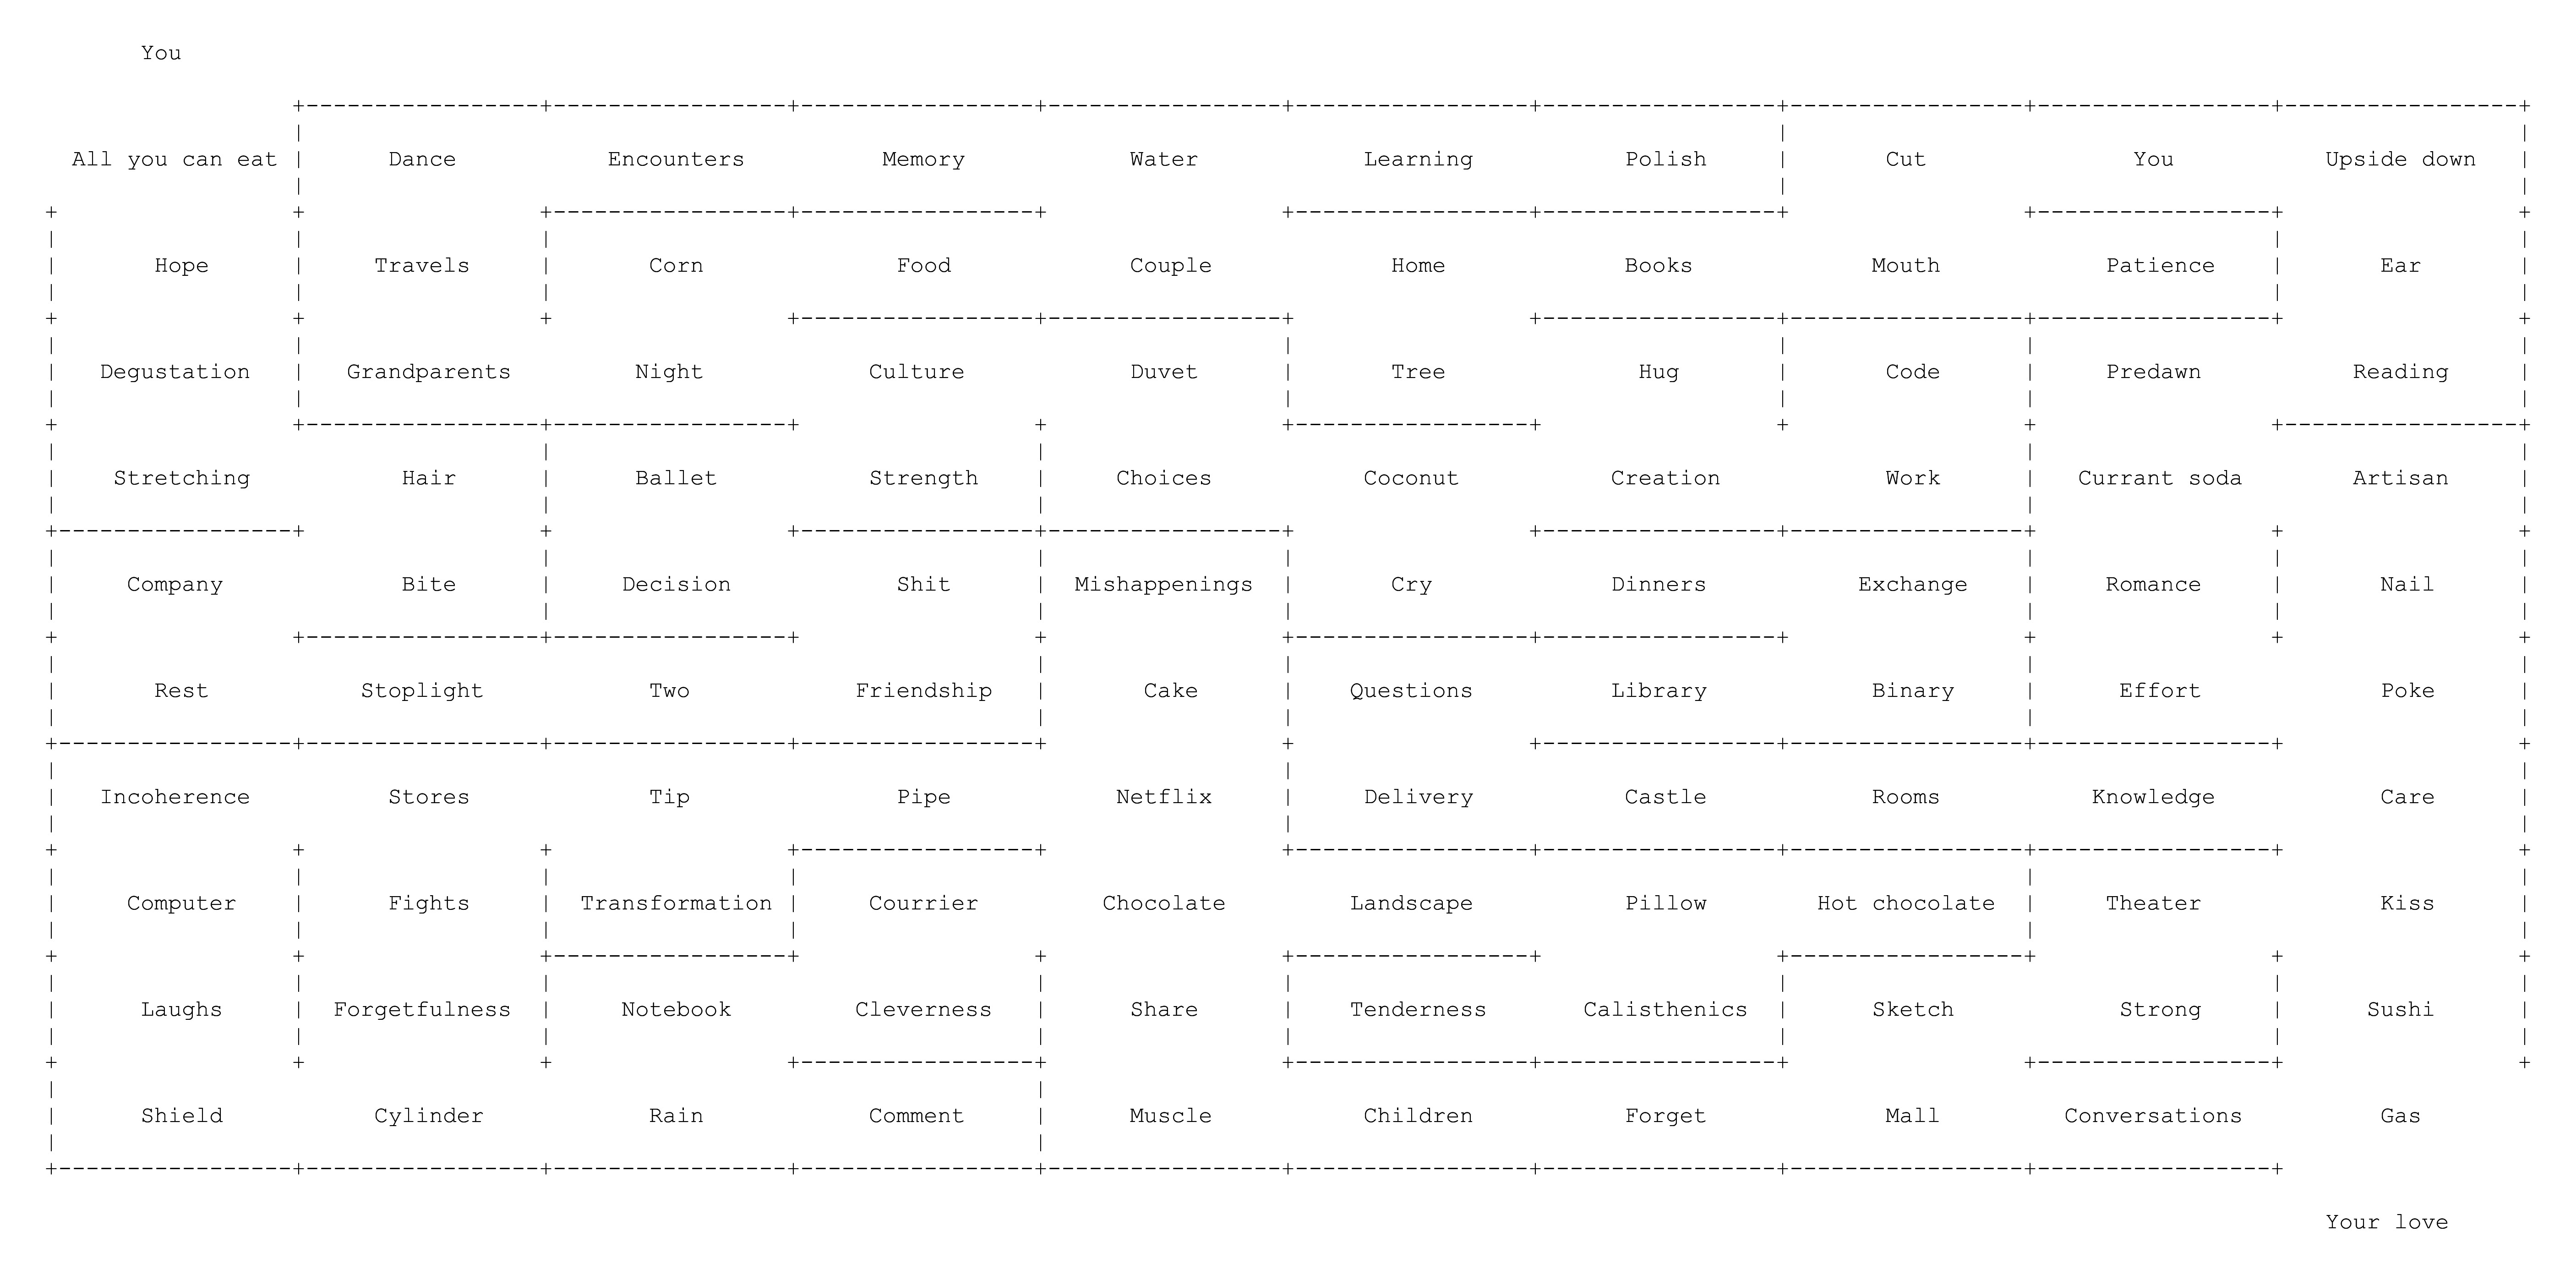 You
All you can eat Dance Encounters Memory Water Learning Polish Cut You Upside down
Hope Travels Corn Food Couple Home Books Mouth Patience Ear
Degustation Grandparents Night Culture Duvet Tree Hug Code Predawn Reading
Stretching Hair Ballet Strength Choices Coconut Creation Work Currant soda Artisan
Company Bite Decision Shit Mishappenings Cry Dinners Exchange Romance Nail
Rest Stoplight Two Friendship Cake Questions Library Binary Effort Poke
Incoherence Stores Tip Pipe Netflix Delivery Castle Rooms Knowledge Care
Computer Fights Transformation Courrier Chocolate Landscape Pillow Hot chocolate Theater Kiss
Laughs Forgetfulness Notebook Cleverness Share Tenderness Calisthenics Sketch Strong Sushi
Shield Cylinder Rain Comment Muscle Children Forget Mall Conversations Gas
Your love